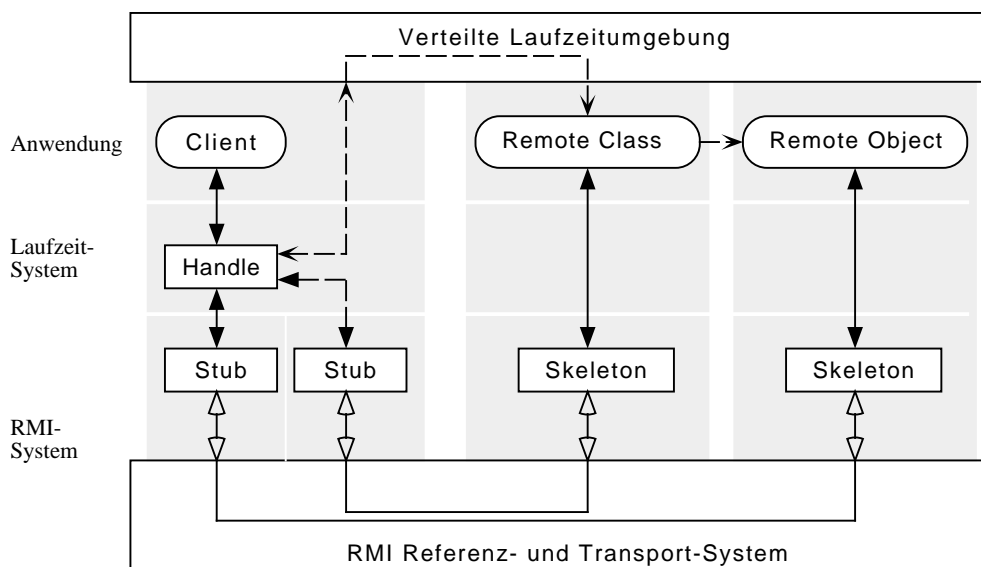 Verteilte Laufzeitumgebung
Anwendung
Client
Remote Class
Remote Object
Laufzeit-
System
Handle
Stub
Stub
Skeleton
Skeleton
RMI-
System
RMI Referenz- und Transport-System